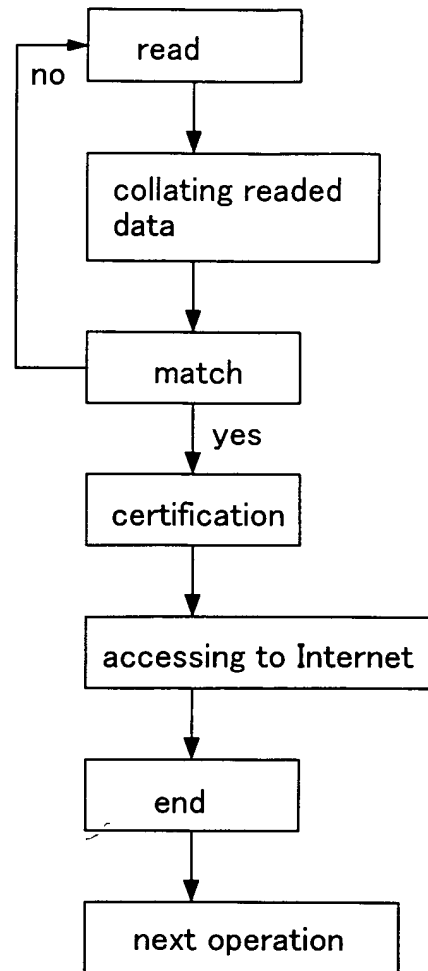 read
no
collating readed
data
match
yes
certification
accessing to Internet
end
next operation